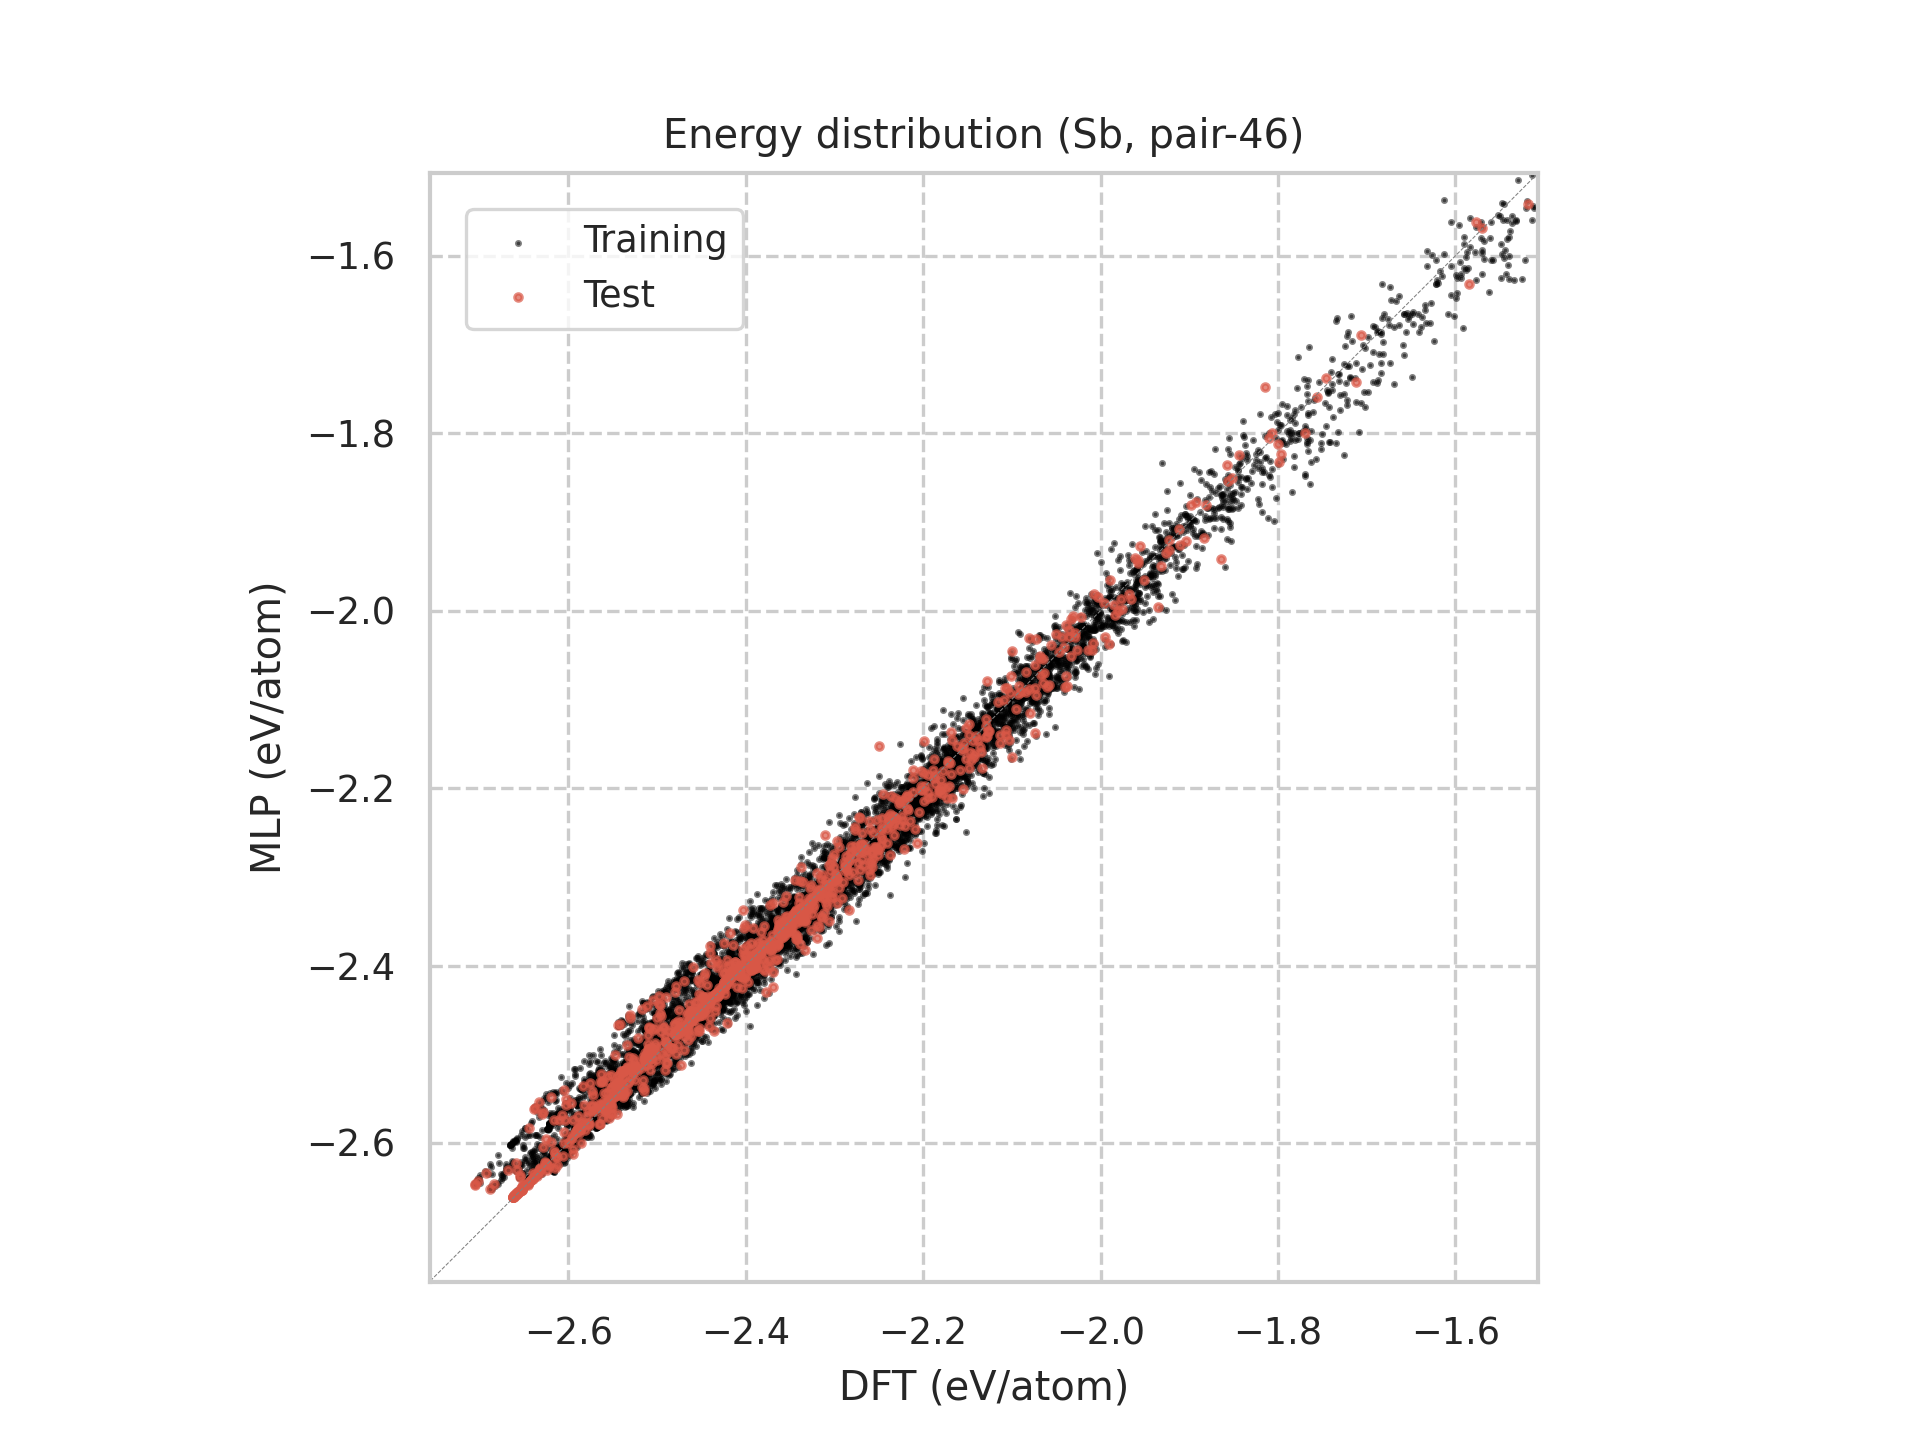 Energy distribution (Sb, pair-46)
Training
Test
−1.6
−1.8
−2.0
−2.2
−2.4
−2.6
MLP (eV/atom)
−2.6
−2.4
−2.2
−2.0
−1.8
−1.6
DFT (eV/atom)